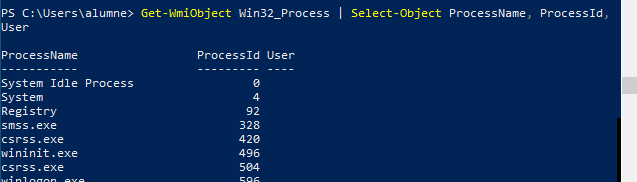 PS C:\Users\alumne> Get-WmiObject Win32_Process | Select-Object ProcessName, ProcessId,
User
ProcessName ProcessId User
----------- --------- ----
System Idle Process 0
System 4
Registry 92
smss.exe 328
csrss.exe 420
wininit.exe 496
csrss.exe 504
winlogon.exe 596